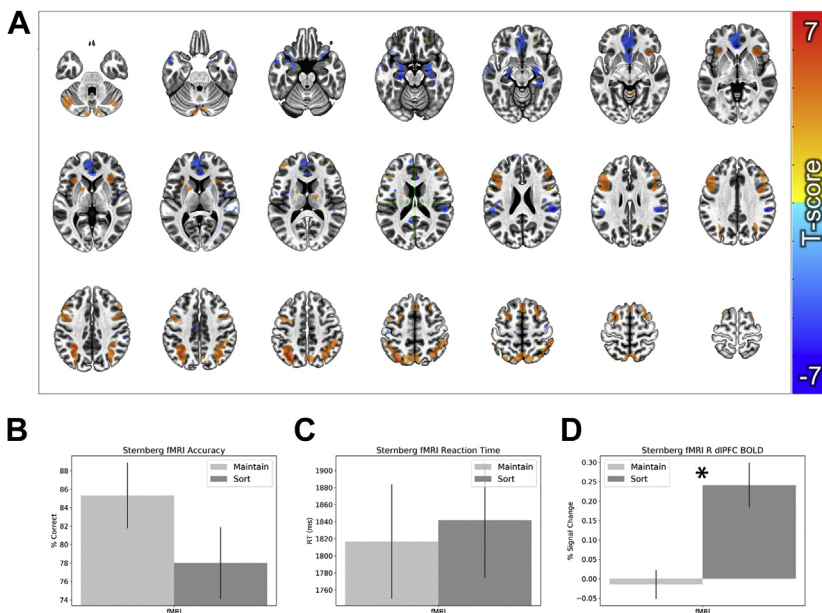 A
7
T-score
-7
B
C
D
Sternberg fMRI Accuracy
Maintain
Sort
% Correct
88
86
84
82
80
78
76
74
fMRI
Sternberg fMRI Reaction Time
Maintain
Sort
RT (ms)
1900
1880
1860
1840
1820
1800
1780
1760
fMRI
Sternberg fMRI R dlPFC BOLD
Maintain
Sort
*
% Signal Change
0.30
0.25
0.20
0.15
0.10
0.05
0.00
−0.05
fMRI